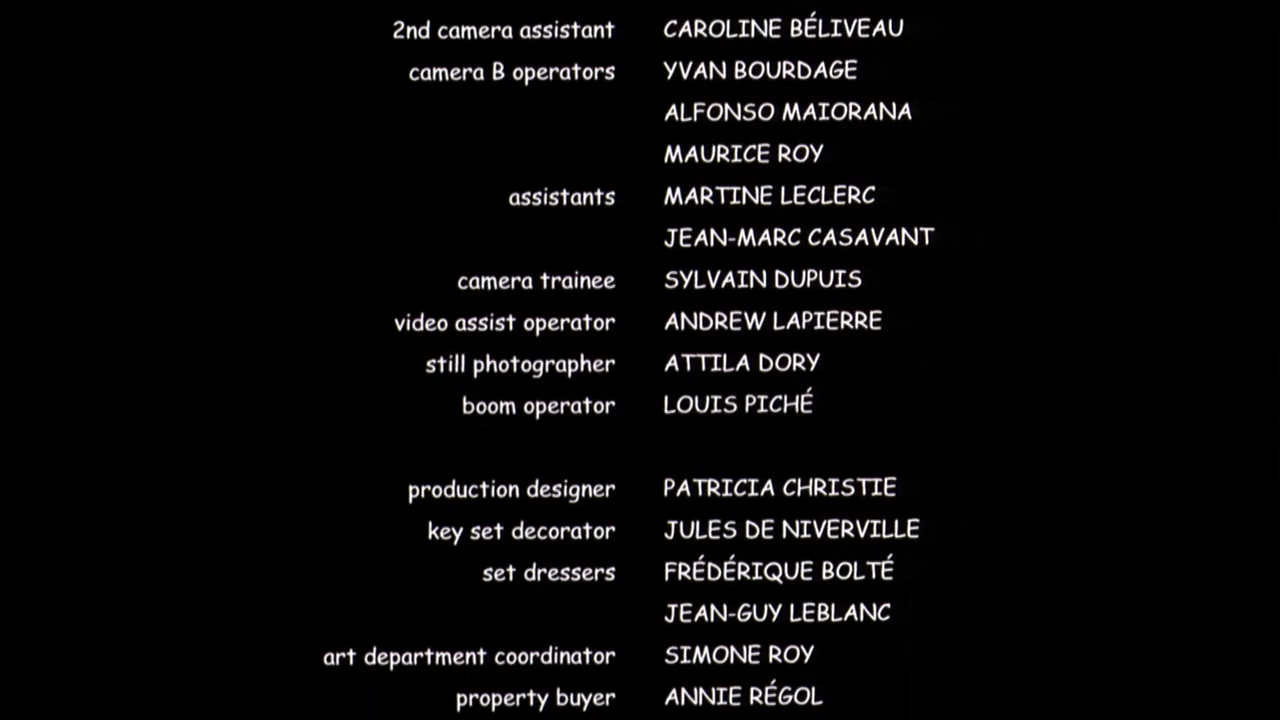 2nd camera assistant CAROLINE BÉLIVEAU
camera B operators YVAN BOURDAGE
ALFONSO MAIORANA
MAURICE ROY
assistants MARTINE LECLERC
JEAN-MARC CASAVANT
camera trainee SYLVAIN DUPUIS
video assist operator ANDREW LAPIERRE
still photographer ATTILA DORY
boom operator LOUIS PICHÉ
production designer PATRICIA CHRISTIE
key set decorator JULES DE NIVERVILLE
set dressers FRÉDÉRIQUE BOLTÉ
JEAN-GUY LEBLANC
art department coordinator SIMONE ROY
property buyer ANNIE RÉGOL